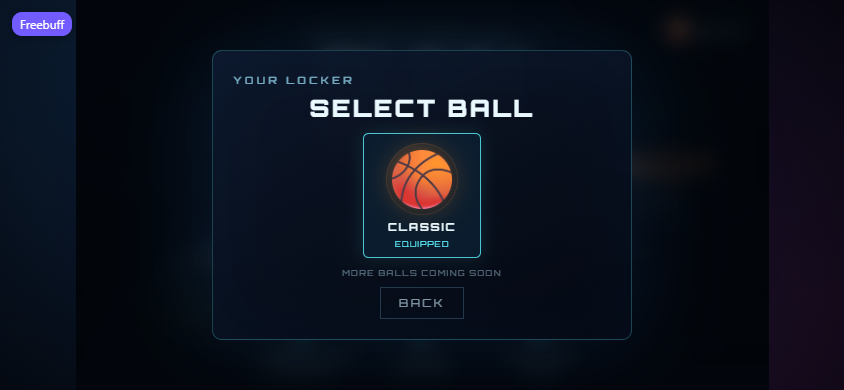 Freebuff
YOUR LOCKER
SELECT BALL
CLASSIC
EQUIPPED
MORE BALLS COMING SOON
BACK